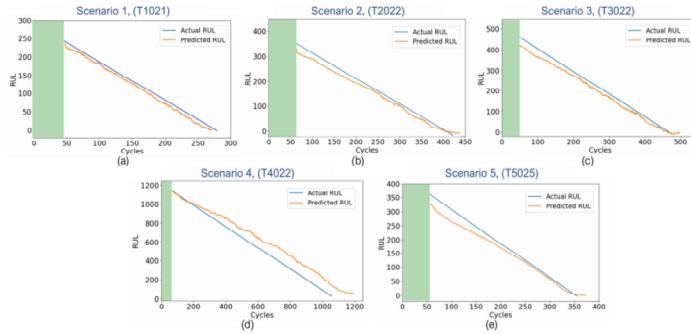 Scenario 1, (T1021)
300
250
200
150
100
50
0
RUL
Actual RUL
Predicted RUL
0 50 100 150 200 250 300
Cycles
(a)
Scenario 2, (T2022)
400
300
200
100
0
RUL
Actual RUL
Predicted RUL
0 50 100 150 200 250 300 350 400 450
Cycles
(b)
Scenario 3, (T3022)
500
400
300
200
100
0
RUL
Actual RUL
Predicted RUL
0 100 200 300 400 500
Cycles
(c)
Scenario 4, (T4022)
1200
1000
800
600
400
200
0
RUL
Actual RUL
Predicted RUL
0 200 400 600 800 1000 1200
Cycles
(d)
Scenario 5, (T5025)
400
350
300
250
200
150
100
50
0
RUL
Actual RUL
Predicted RUL
0 50 100 150 200 250 300 350 400
Cycles
(e)